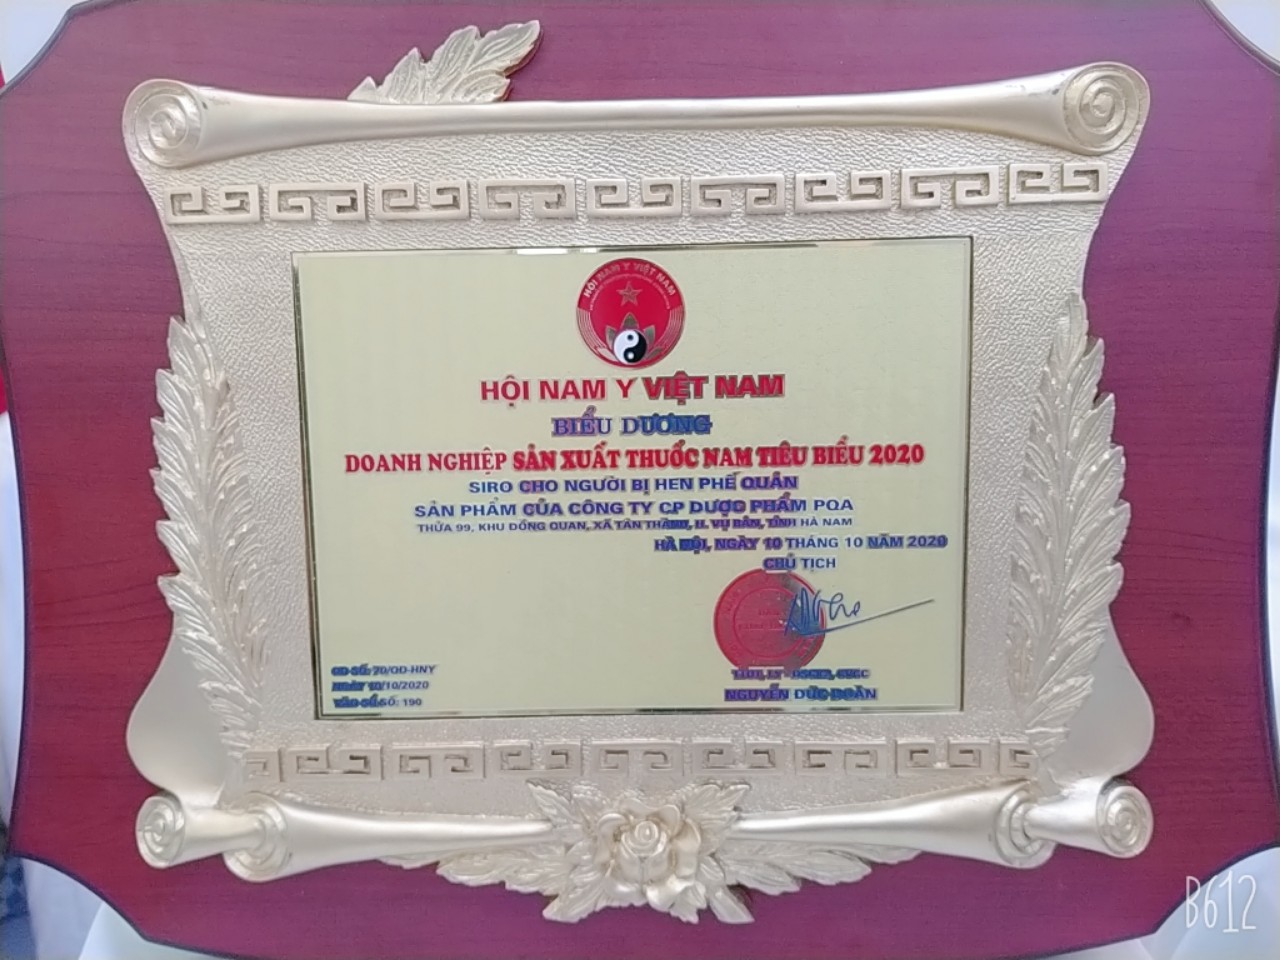 HỘI NAM Y VIỆT NAM
HỘI NAM Y VIỆT NAM
BIỂU DƯƠNG
DOANH NGHIỆP SẢN XUẤT THUỐC NAM TIÊU BIỂU 2020
SIRO CHO NGƯỜI BỊ HEN PHẾ QUẢN
SẢN PHẨM CỦA CÔNG TY CP DƯỢC PHẨM PQA
THỬA 99, KHU ĐỒNG QUAN, XÃ TÂN THÀNH, H. VỤ BẢN, TỈNH HÀ NAM
HÀ NỘI, NGÀY 10 THÁNG 10 NĂM 2020
CHỦ TỊCH
QĐ SỐ: 70/QĐ-HNY
NGÀY 10/10/2020
VÀO SỔ SỐ: 190
NGUYỄN ĐỨC ĐOÀN
B612